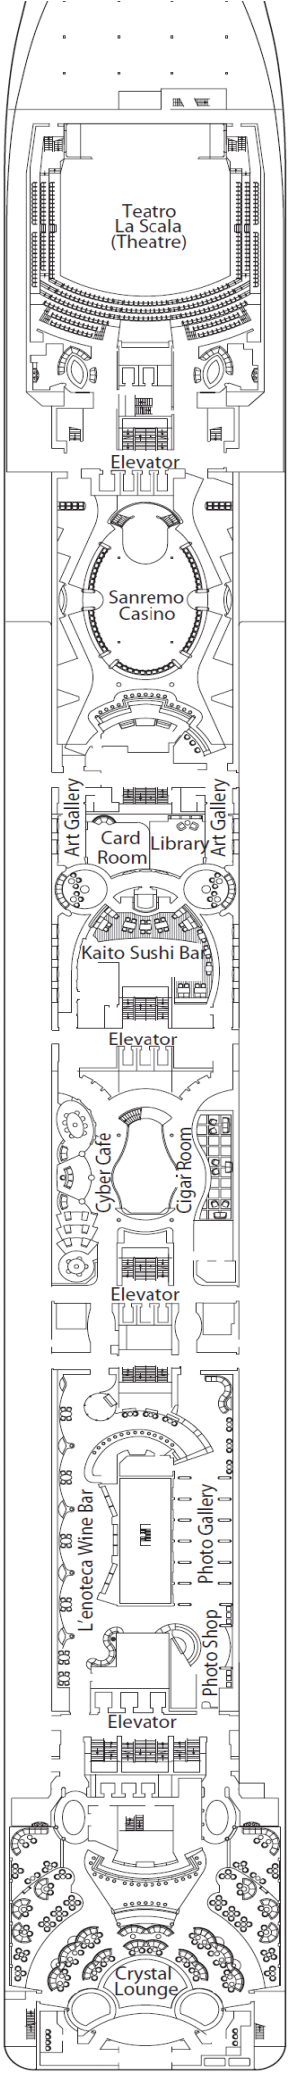 Teatro
La Scala
(Theatre)
Elevator
Sanremo
Casino
Art Gallery
Card
Room
Library
Art Gallery
Kaito Sushi Bar
Elevator
Cyber Café
Cigar Room
Elevator
L'enoteca Wine Bar
Photo Gallery
Photo Shop
Elevator
Crystal
Lounge